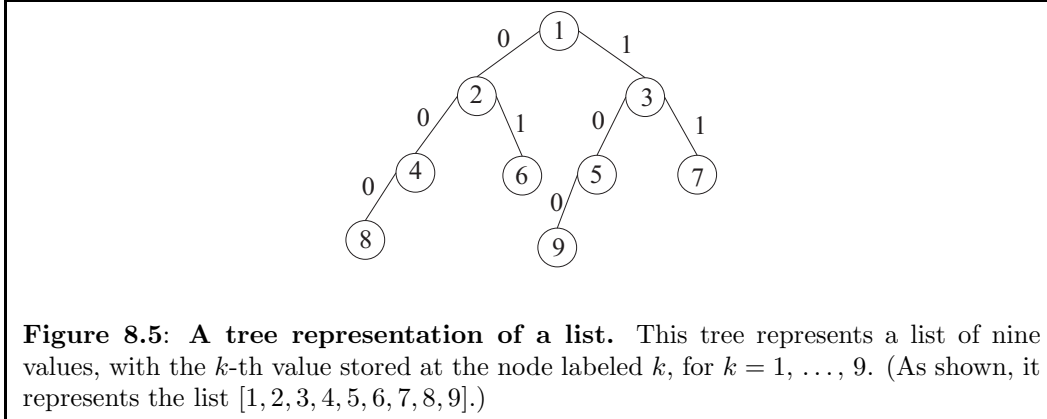 1
0 1
2 3
0 1 0 1
4 6 5 7
0 0
8 9
Figure 8.5: A tree representation of a list. This tree represents a list of nine
values, with the k-th value stored at the node labeled k, for k = 1, …, 9. (As shown, it
represents the list [1, 2, 3, 4, 5, 6, 7, 8, 9].)